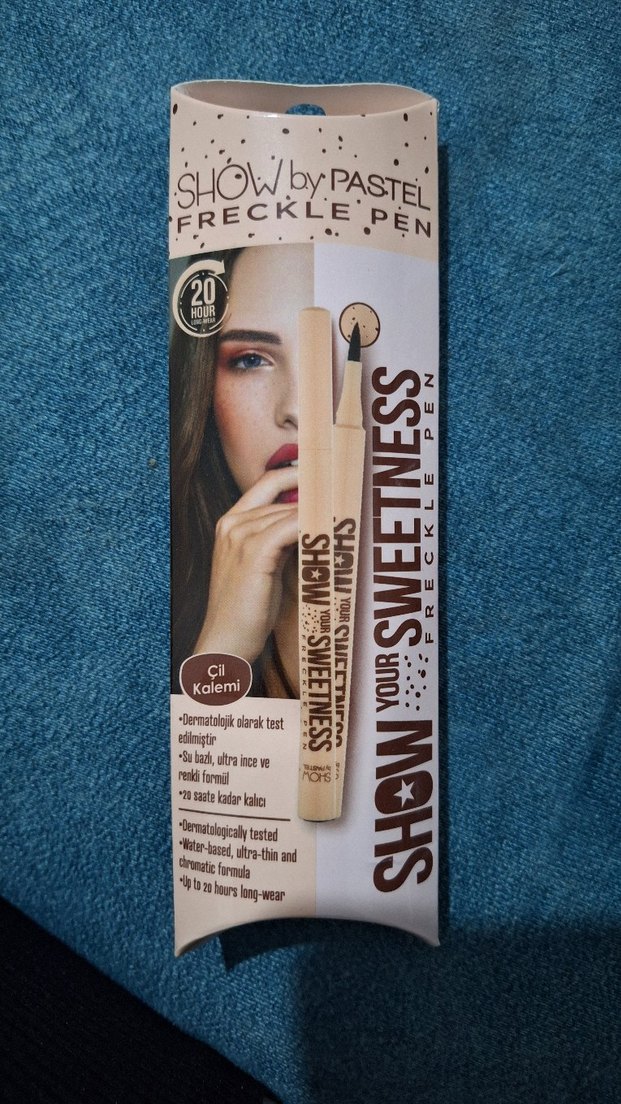 SHOW by PASTEL
FRECKLE PEN
20
HOUR
LONG-WEAR
SHOW YOUR SWEETNESS
FRECKLE PEN
SHOW YOUR SWEETNESS
FRECKLE PEN
SHOW
by PASTEL
SHOW YOUR SWEETNESS
Çil
Kalemi
•Dermatolojik olarak test
edilmiştir
•Su bazlı, ultra ince ve
renkli formül
•20 saate kadar kalıcı
•Dermatologically tested
•Water-based, ultra-thin and
chromatic formula
•Up to 20 hours long-wear